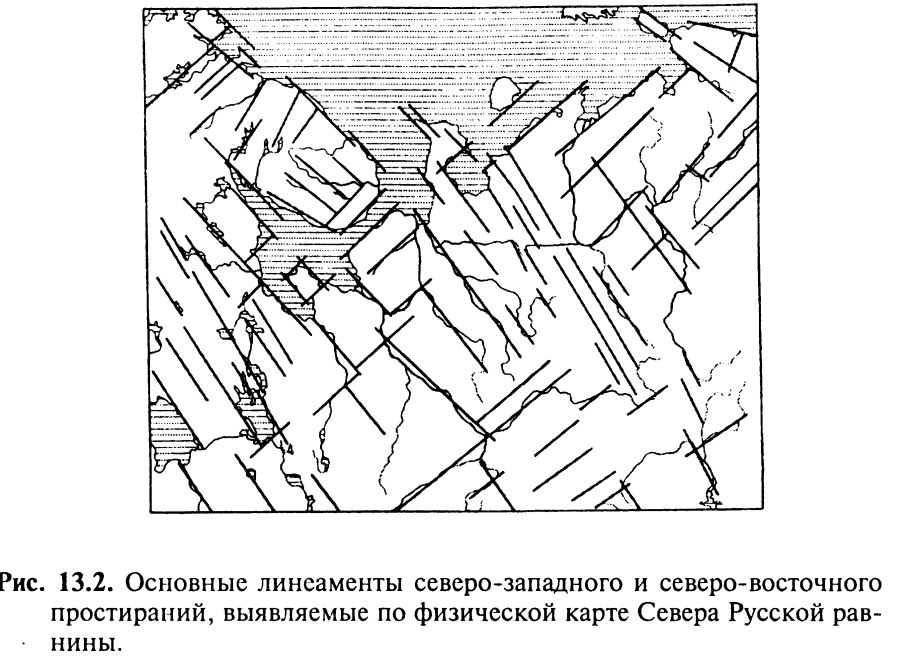 Рис. 13.2. Основные линеаменты северо-западного и северо-восточного
простираний, выявляемые по физической карте Севера Русской рав-
нины.